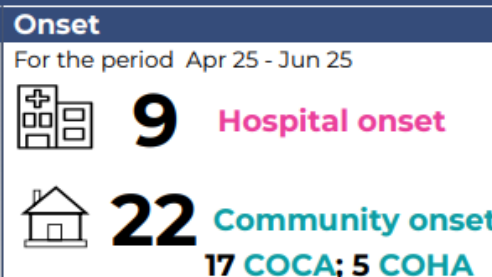 Onset
For the period Apr 25 - Jun 25
9 Hospital onset
22 Community onset
17 COCA; 5 COHA